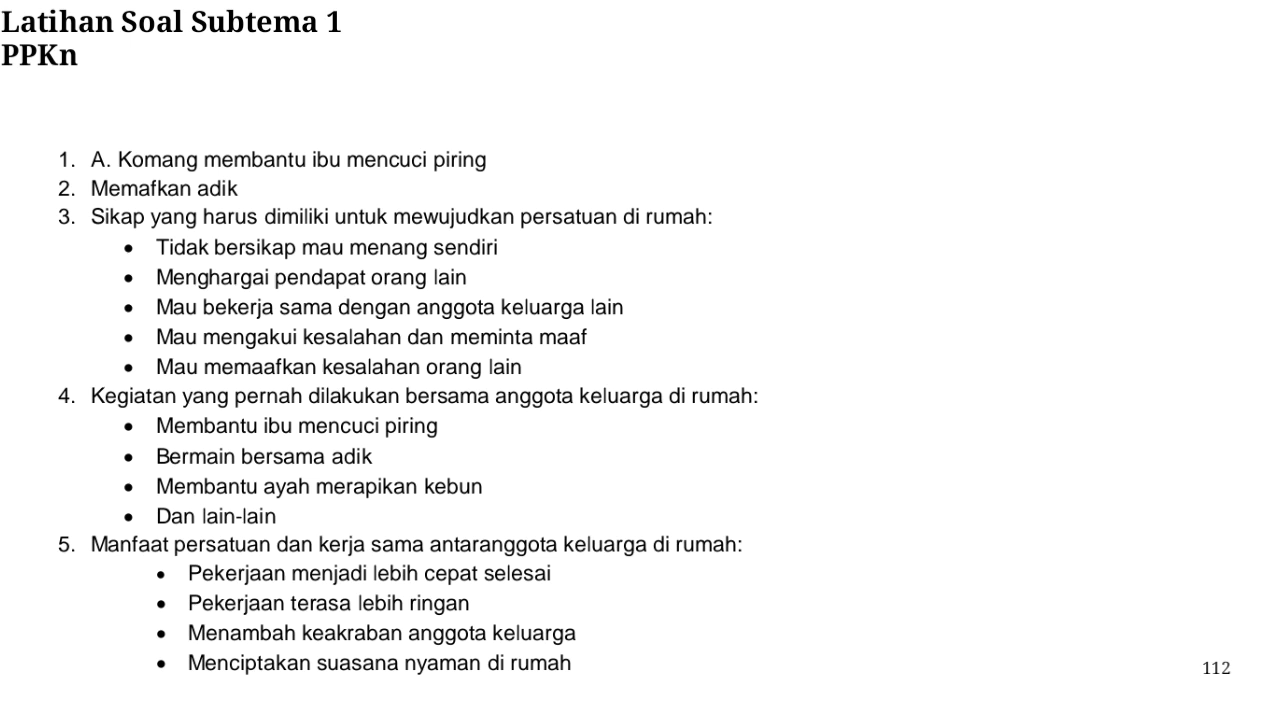 Latihan Soal Subtema 1
PPKn
1. A. Komang membantu ibu mencuci piring
2. Memafkan adik
3. Sikap yang harus dimiliki untuk mewujudkan persatuan di rumah:
• Tidak bersikap mau menang sendiri
• Menghargai pendapat orang lain
• Mau bekerja sama dengan anggota keluarga lain
• Mau mengakui kesalahan dan meminta maaf
• Mau memaafkan kesalahan orang lain
4. Kegiatan yang pernah dilakukan bersama anggota keluarga di rumah:
• Membantu ibu mencuci piring
• Bermain bersama adik
• Membantu ayah merapikan kebun
• Dan lain-lain
5. Manfaat persatuan dan kerja sama antaranggota keluarga di rumah:
• Pekerjaan menjadi lebih cepat selesai
• Pekerjaan terasa lebih ringan
• Menambah keakraban anggota keluarga
• Menciptakan suasana nyaman di rumah
112